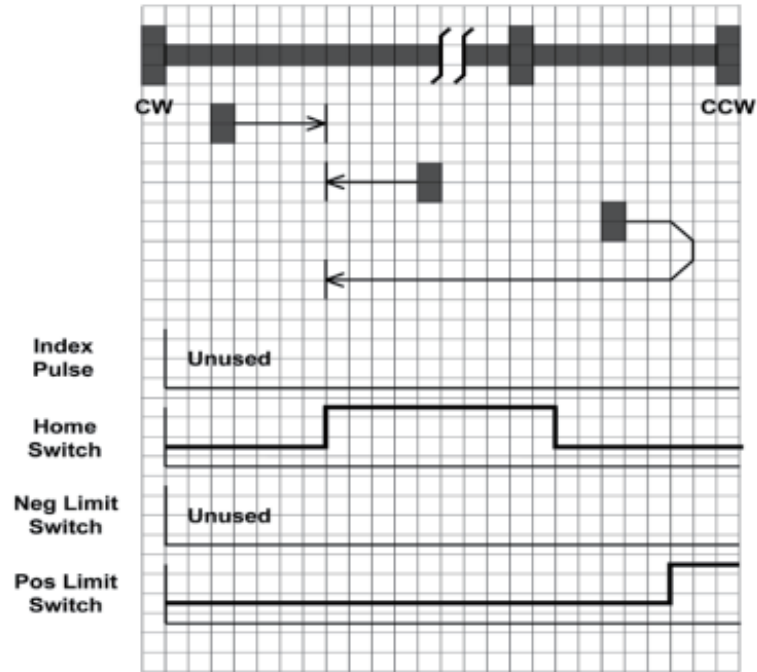 CW
CCW
Index
Pulse
Unused
Home
Switch
Neg Limit
Switch
Unused
Pos Limit
Switch